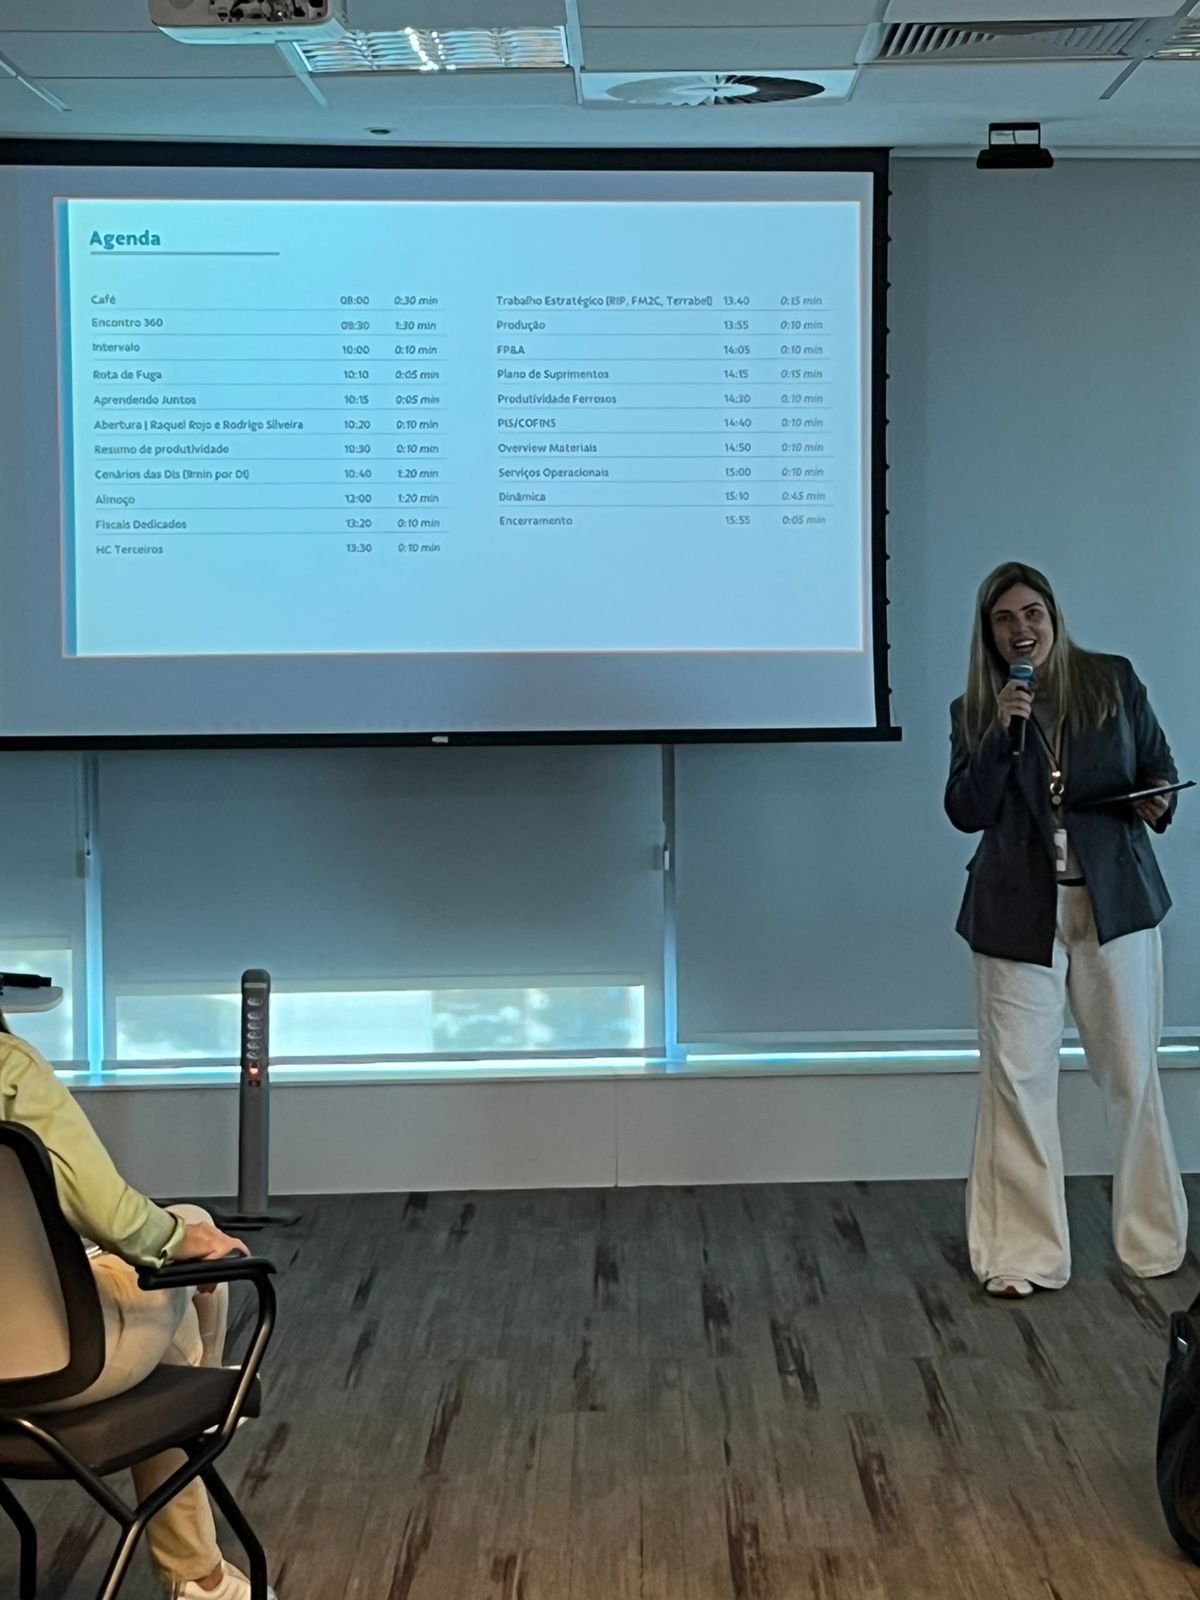 Agenda
Café 08:00 0:30 min
Encontro 360 08:30 1:30 min
Intervalo 10:00 0:10 min
Rota de Fuga 10:10 0:05 min
Aprendendo Juntos 10:15 0:05 min
Abertura | Raquel Rojo e Rodrigo Silveira 10:20 0:10 min
Resumo de produtividade 10:30 0:10 min
Cenários das DIs 10:40 1:20 min
Almoço 12:00 1:20 min
Fiscais Dedicados 13:20 0:10 min
HC Terceiros 13:30 0:10 min
Trabalho Estratégico FM2C, 13:40 0:15 min
Produção 13:55 0:10 min
FP&A 14:05 0:10 min
Plano de Suprimentos 14:15 0:15 min
Produtividade Ferrosos 14:30 0:10 min
PIS/COFINS 14:40 0:10 min
Overview Materiais 14:50 0:10 min
Serviços Operacionais 15:00 0:10 min
Dinâmica 15:10 0:45 min
Encerramento 15:55 0:05 min